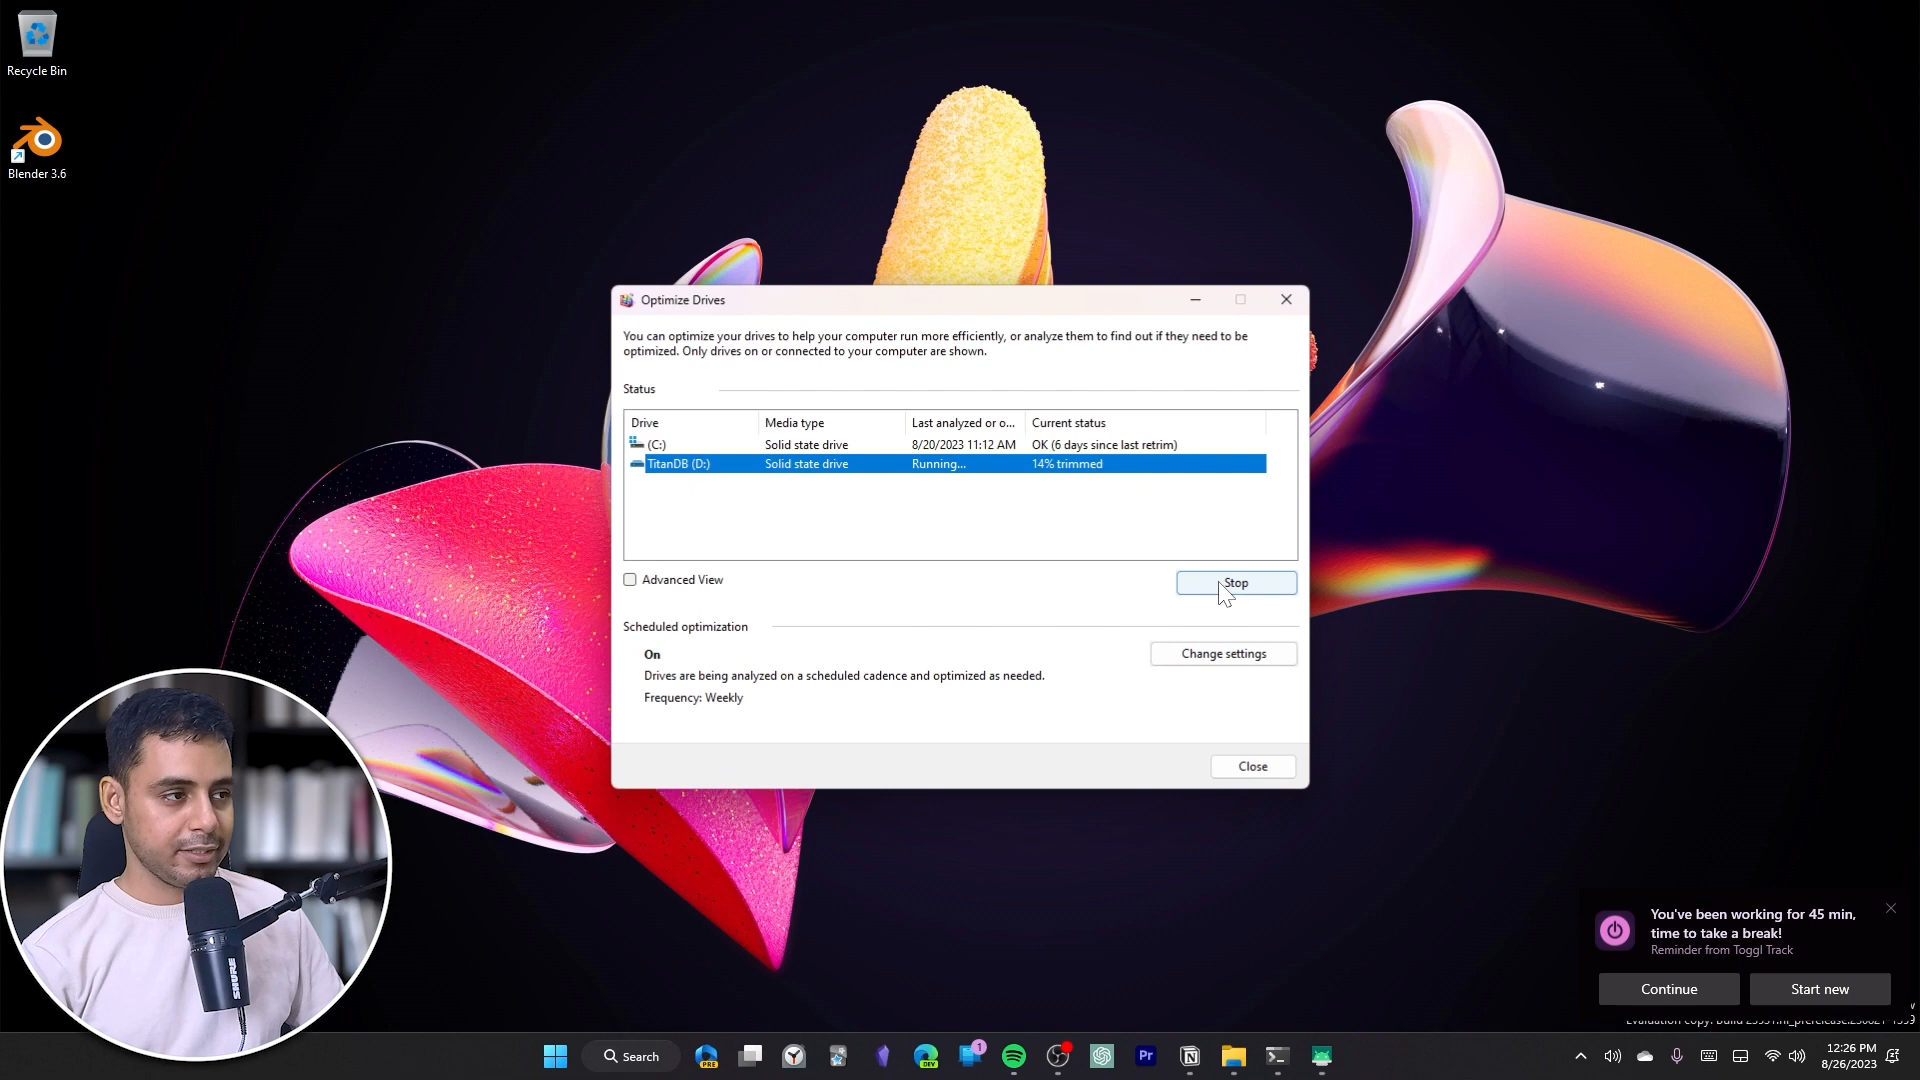 Recycle Bin
Blender 3.6
Optimize Drives
You can optimize your drives to help your computer run more efficiently, or analyze them to find out if they need to be
optimized. Only drives on or connected to your computer are shown.
Status
Drive Media type Last analyzed or o... Current status
(C:) Solid state drive 8/20/2023 11:12 AM OK (6 days since last retrim)
TitanDB (D:) Solid state drive Running... 14% trimmed
Advanced View
Stop
Scheduled optimization
On
Change settings
Drives are being analyzed on a scheduled cadence and optimized as needed.
Frequency: Weekly
Close
SHURE
You've been working for 45 min,
time to take a break!
Reminder from Toggl Track
Continue
Start new
Search
PRE
DEV
1
Pr
12:26 PM
8/26/2023